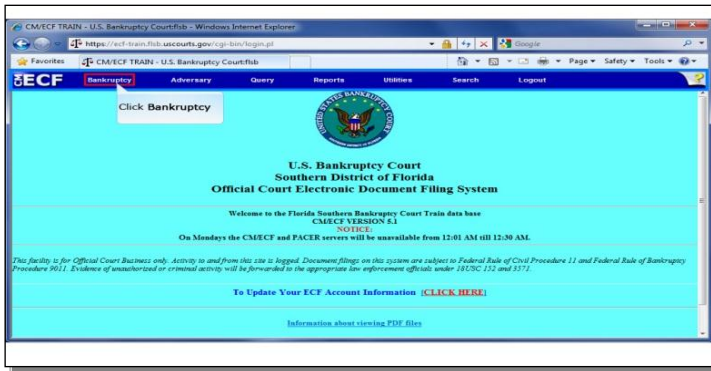 CM/ECF TRAIN - U.S. Bankruptcy Court:flsb - Windows Internet Explorer
https://ecf-train.flsb.uscourts.gov/cgi-bin/login.pl
Google
Favorites CM/ECF TRAIN - U.S. Bankruptcy Court:flsb Page Safety Tools
ECF Bankruptcy Adversary Query Reports Utilities Search Logout ?
Click Bankruptcy
U.S. Bankruptcy Court
Southern District of Florida
Official Court Electronic Document Filing System
Welcome to the Florida Southern Bankruptcy Court Train data base
CM/ECF VERSION 5.1
NOTICE:
On Mondays the CM/ECF and PACER servers will be unavailable from 12:01 AM till 12:30 AM.
This facility is for Official Court Business only. Activity to and from this site is logged. Document filings on this system are subject to Federal Rule of Civil Procedure 11 and Federal Rule of Bankruptcy
Procedure 9011. Evidence of unauthorized or criminal activity will be forwarded to the appropriate law enforcement officials under 18USC 152 and 3571.
To Update Your ECF Account Information [CLICK HERE]
Information about viewing PDF files